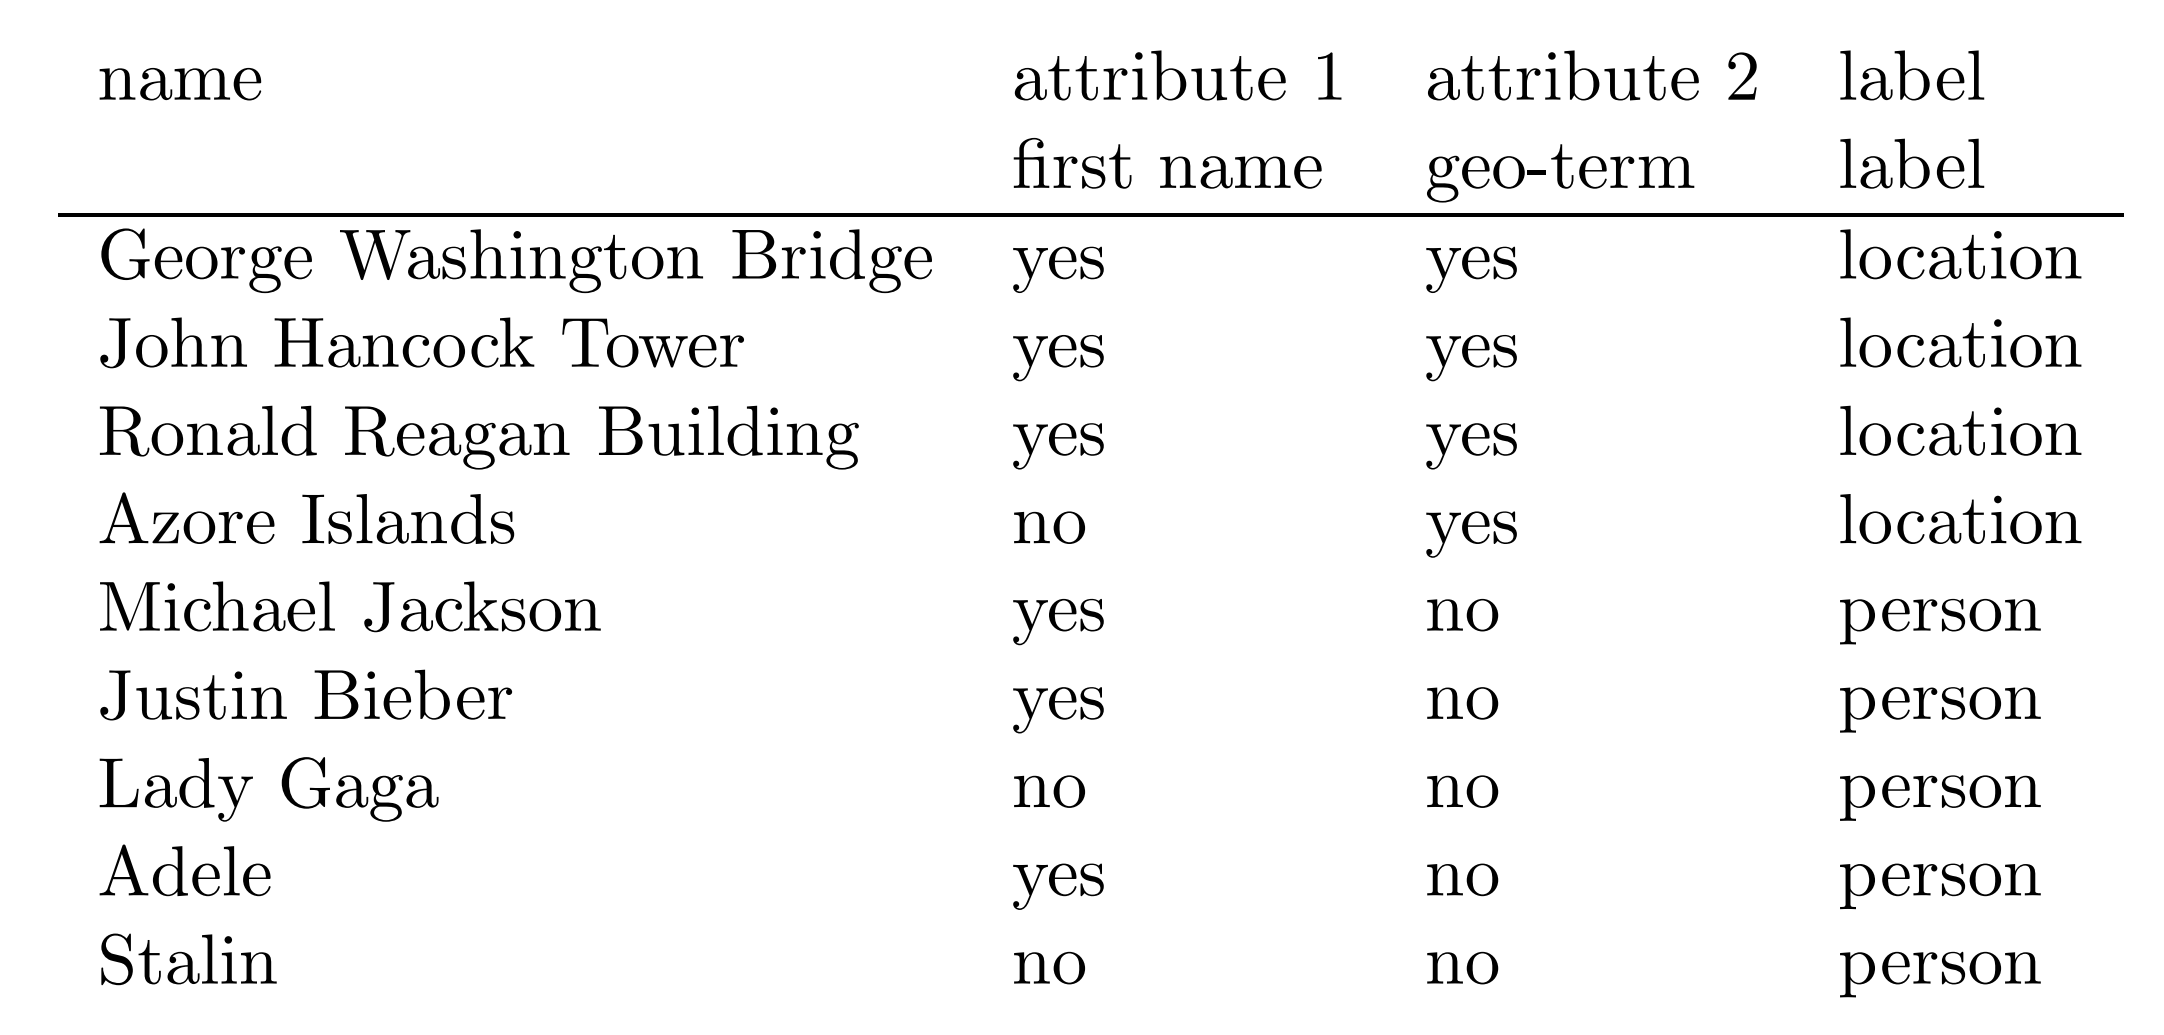 name attribute 1 attribute 2 label
first name geo-term label
George Washington Bridge yes yes location
John Hancock Tower yes yes location
Ronald Reagan Building yes yes location
Azore Islands no yes location
Michael Jackson yes no person
Justin Bieber yes no person
Lady Gaga no no person
Adele yes no person
Stalin no no person